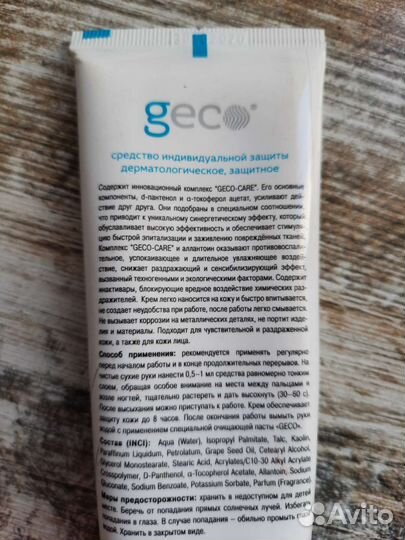 2020
geco
средство индивидуальной защиты
дерматологическое, защитное
Содержит инновационный комплекс "GECO-CARE". Его основные
компоненты, d-пантенол и α-токоферол ацетат, усиливают дей-
ствие друг друга. Они подобраны в специальном соотношении,
что приводит к уникальному синергетическому эффекту, который
обуславливает высокую эффективность и обеспечивает стимуля-
цию быстрой эпитализации и заживлению повреждённых тканей.
Комплекс "GECO-CARE" и аллантоин оказывают противовоспали-
тельное, успокаивающее и длительное увлажняющее воздей-
ствие, снижает раздражающий и сенсибилизирующий эффект,
вызванный техногенными и экологическими факторами. Содержит
инактивары, блокирующие вредное воздействие химических раз-
дражителей. Крем легко наносится на кожу и быстро впитывается,
не создает неудобства при работе, после работы легко смывается.
Не вызывает коррозии на металлических деталях, не портит изде-
лия и материалы. Подходит для чувствительной и раздраженной
кожи, а также для кожи лица.
Способ применения: рекомендуется применять регулярно
перед началом работы и в конце продолжительных перерывов. На
чистые сухие руки нанести 0,5-1 мл средства равномерно тонким
слоем, обращая особое внимание на места между пальцами и
возле ногтей, тщательно растереть и дать высохнуть (30-60 с).
После высыхания можно приступать к работе. Крем обеспечивает
защиту кожи до 8 часов. После окончания работы вымыть руки
водой с применением специальной очищающей пасты «GECO».
Состав (INCI): Aqua (Water), Isopropyl Palmitate, Talc, Kaolin,
Paraffinum Liquidum, Petrolatum, Grape Seed Oil, Cetearyl Alcohol,
Glycerol Monostearate, Stearic Acid, Acrylates/C10-30 Alkyl Acrylate
Crosspolymer, D-Panthenol, α-Tocopherol Acetate, Allantoin, Sodium
Gluconate, Sodium Benzoate, Potassium Sorbate, Parfum (Fragrance).
Меры предосторожности: хранить в недоступном для детей
месте. Беречь от попадания прямых солнечных лучей. Избегать
попадания в глаза. В случае попадания – обильно промыть
водой. Хранить в закрытом виде.
Avito